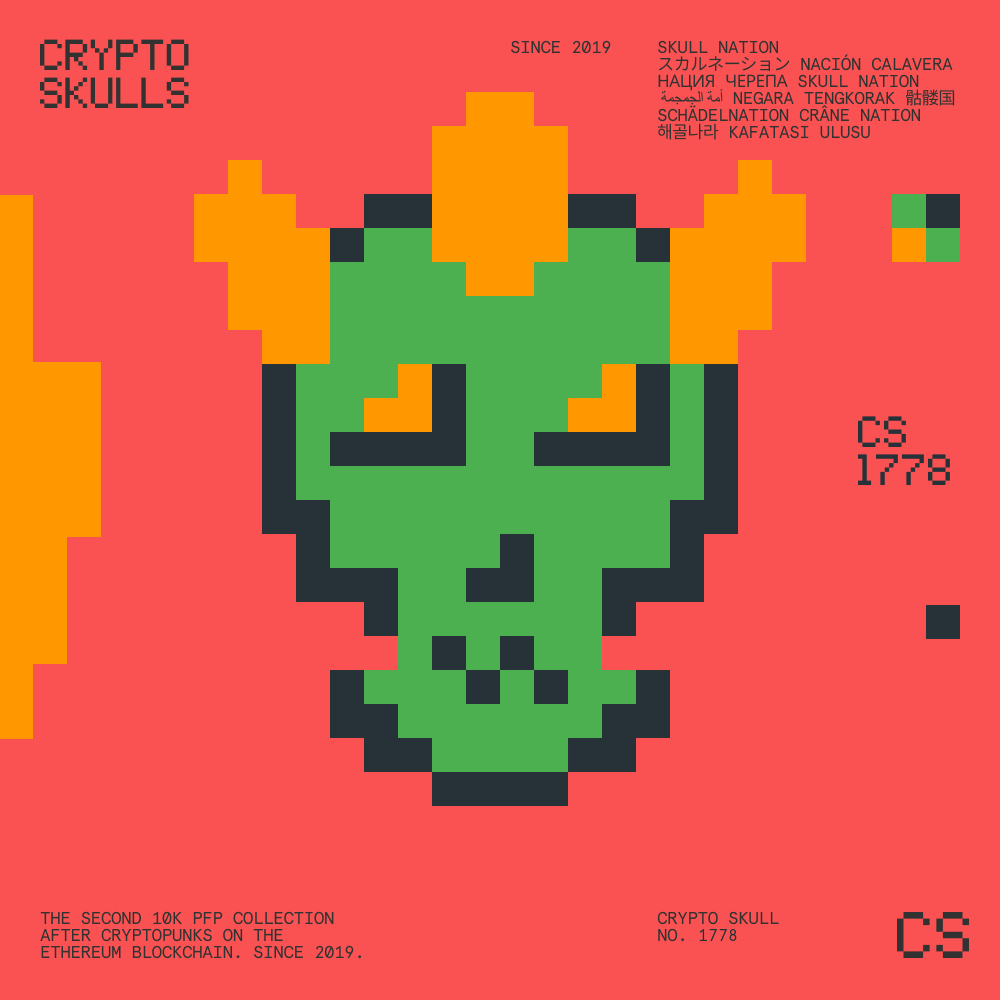 CRYPTO
SKULLS
SINCE 2019
SKULL NATION
スカルネーション NACIÓN CALAVERA
НАЦИЯ ЧЕРЕПА SKULL NATION
أمة الجمجمة NEGARA TENGKORAK 骷髅国
SCHÄDELNATION CRÂNE NATION
해골나라 KAFATASI ULUSU
CS
1778
THE SECOND 10K PFP COLLECTION
AFTER CRYPTOPUNKS ON THE
ETHEREUM BLOCKCHAIN. SINCE 2019.
CRYPTO SKULL
NO. 1778
CS